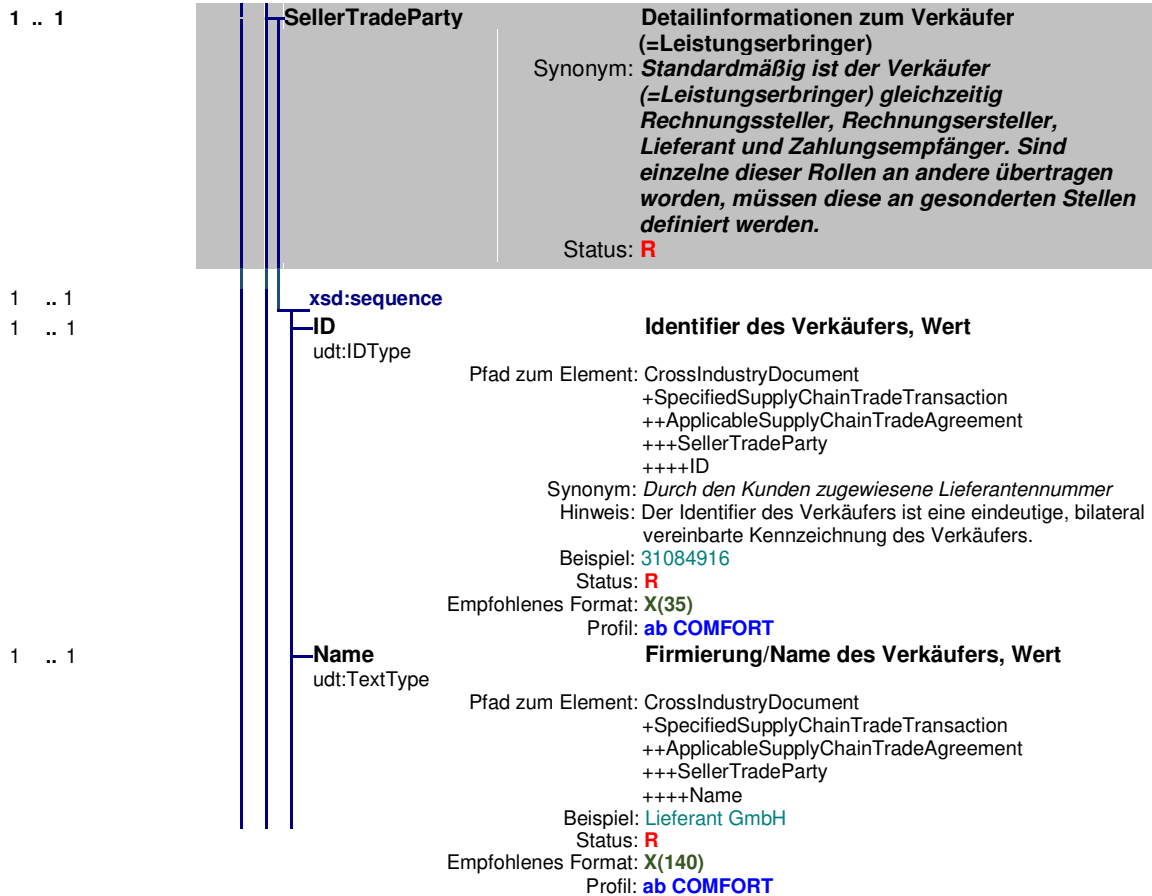 1 .. 1 SellerTradeParty Detailinformationen zum Verkäufer
(=Leistungserbringer)
Synonym: Standardmäßig ist der Verkäufer
(=Leistungserbringer) gleichzeitig
Rechnungssteller, Rechnungsersteller,
Lieferant und Zahlungsempfänger. Sind
einzelne dieser Rollen an andere übertragen
worden, müssen diese an gesonderten Stellen
definiert werden.
Status: R
1 .. 1 xsd:sequence
1 .. 1 ID Identifier des Verkäufers, Wert
udt:IDType
Pfad zum Element: CrossIndustryDocument
+SpecifiedSupplyChainTradeTransaction
++ApplicableSupplyChainTradeAgreement
+++SellerTradeParty
++++ID
Synonym: Durch den Kunden zugewiesene Lieferantennummer
Hinweis: Der Identifier des Verkäufers ist eine eindeutige, bilateral
vereinbarte Kennzeichnung des Verkäufers.
Beispiel: 31084916
Status: R
Empfohlenes Format: X(35)
Profil: ab COMFORT
1 .. 1 Name Firmierung/Name des Verkäufers, Wert
udt:TextType
Pfad zum Element: CrossIndustryDocument
+SpecifiedSupplyChainTradeTransaction
++ApplicableSupplyChainTradeAgreement
+++SellerTradeParty
++++Name
Beispiel: Lieferant GmbH
Status: R
Empfohlenes Format: X(140)
Profil: ab COMFORT